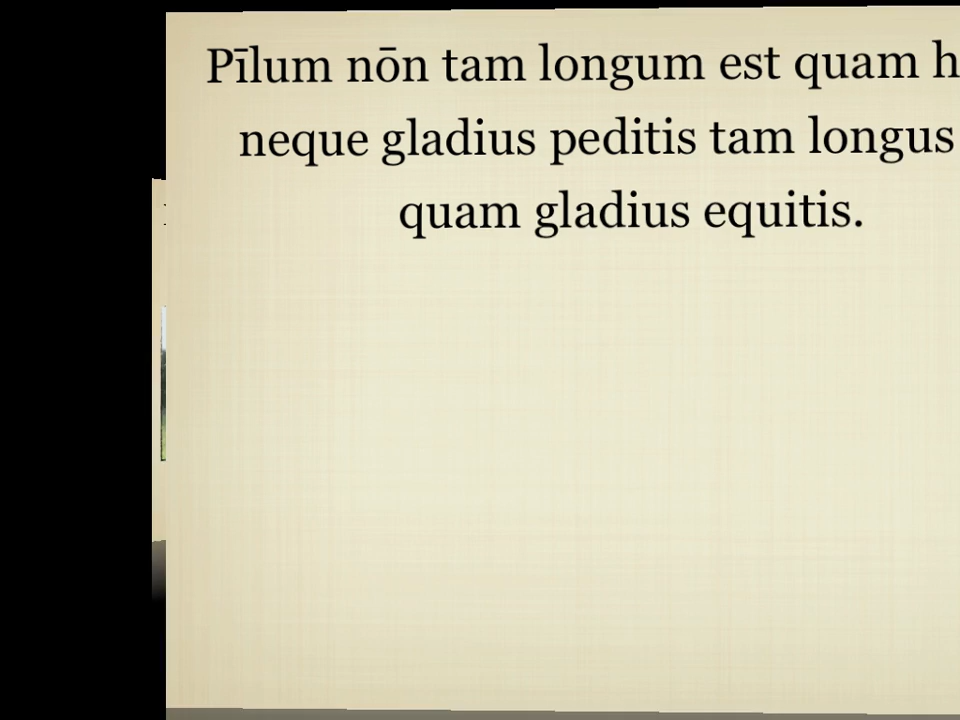 Pīlum nōn tam longum est quam
neque gladius peditis tam longus
quam gladius equitis.